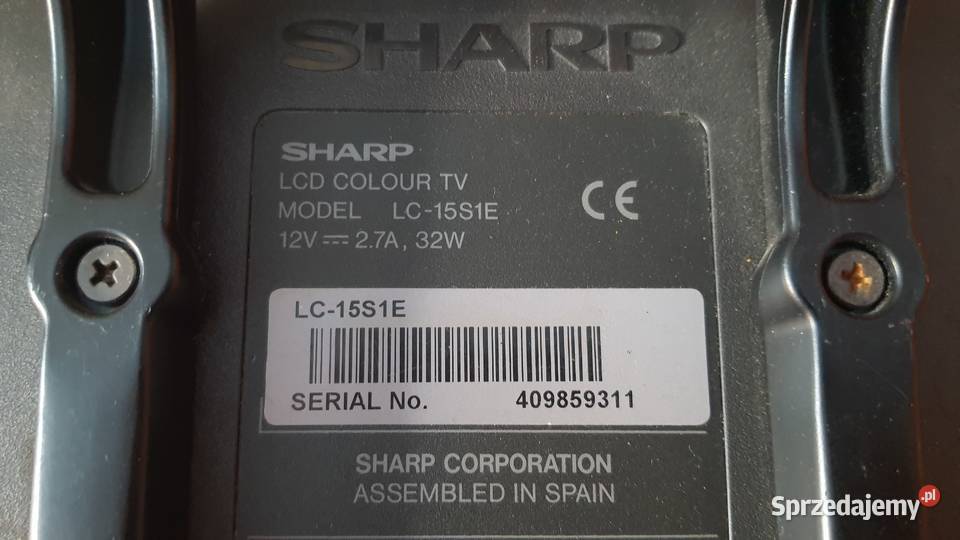 SHARP
SHARP
LCD COLOUR TV
MODEL LC-15S1E
12V ⎓ 2.7A, 32W
CE
LC-15S1E
SERIAL No. 409859311
SHARP CORPORATION
ASSEMBLED IN SPAIN
Sprzedajemy.pl